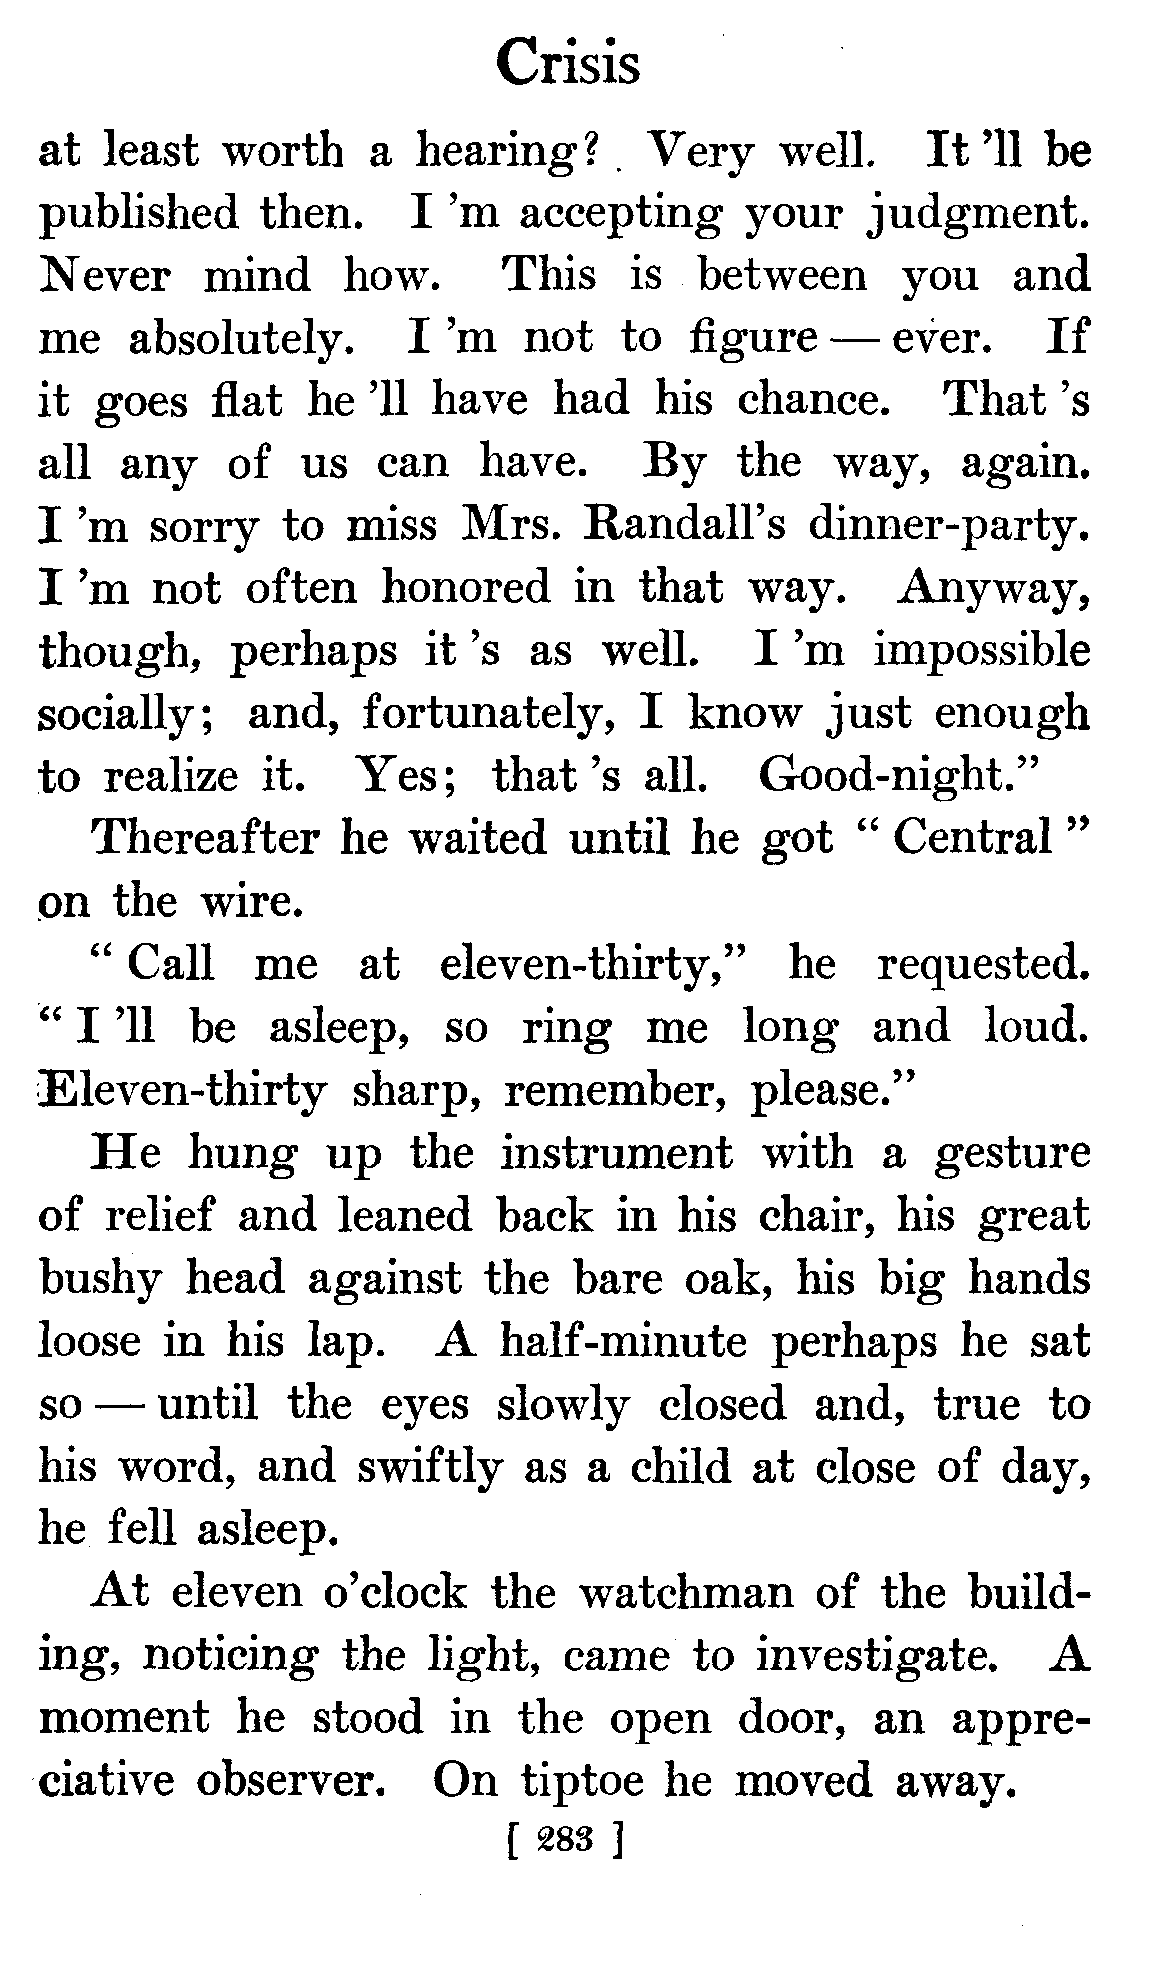 Crisis
at least worth a hearing? Very well. It 'll be
published then. I 'm accepting your judgment.
Never mind how. This is between you and
me absolutely. I 'm not to figure — ever. If
it goes flat he 'll have had his chance. That 's
all any of us can have. By the way, again.
I 'm sorry to miss Mrs. Randall's dinner-party.
I 'm not often honored in that way. Anyway,
though, perhaps it 's as well. I 'm impossible
socially; and, fortunately, I know just enough
to realize it. Yes; that 's all. Good-night."
Thereafter he waited until he got " Central "
on the wire.
" Call me at eleven-thirty," he requested.
" I 'll be asleep, so ring me long and loud.
Eleven-thirty sharp, remember, please."
He hung up the instrument with a gesture
of relief and leaned back in his chair, his great
bushy head against the bare oak, his big hands
loose in his lap. A half-minute perhaps he sat
so — until the eyes slowly closed and, true to
his word, and swiftly as a child at close of day,
he fell asleep.
At eleven o'clock the watchman of the build-
ing, noticing the light, came to investigate. A
moment he stood in the open door, an appre-
ciative observer. On tiptoe he moved away.
[ 283 ]